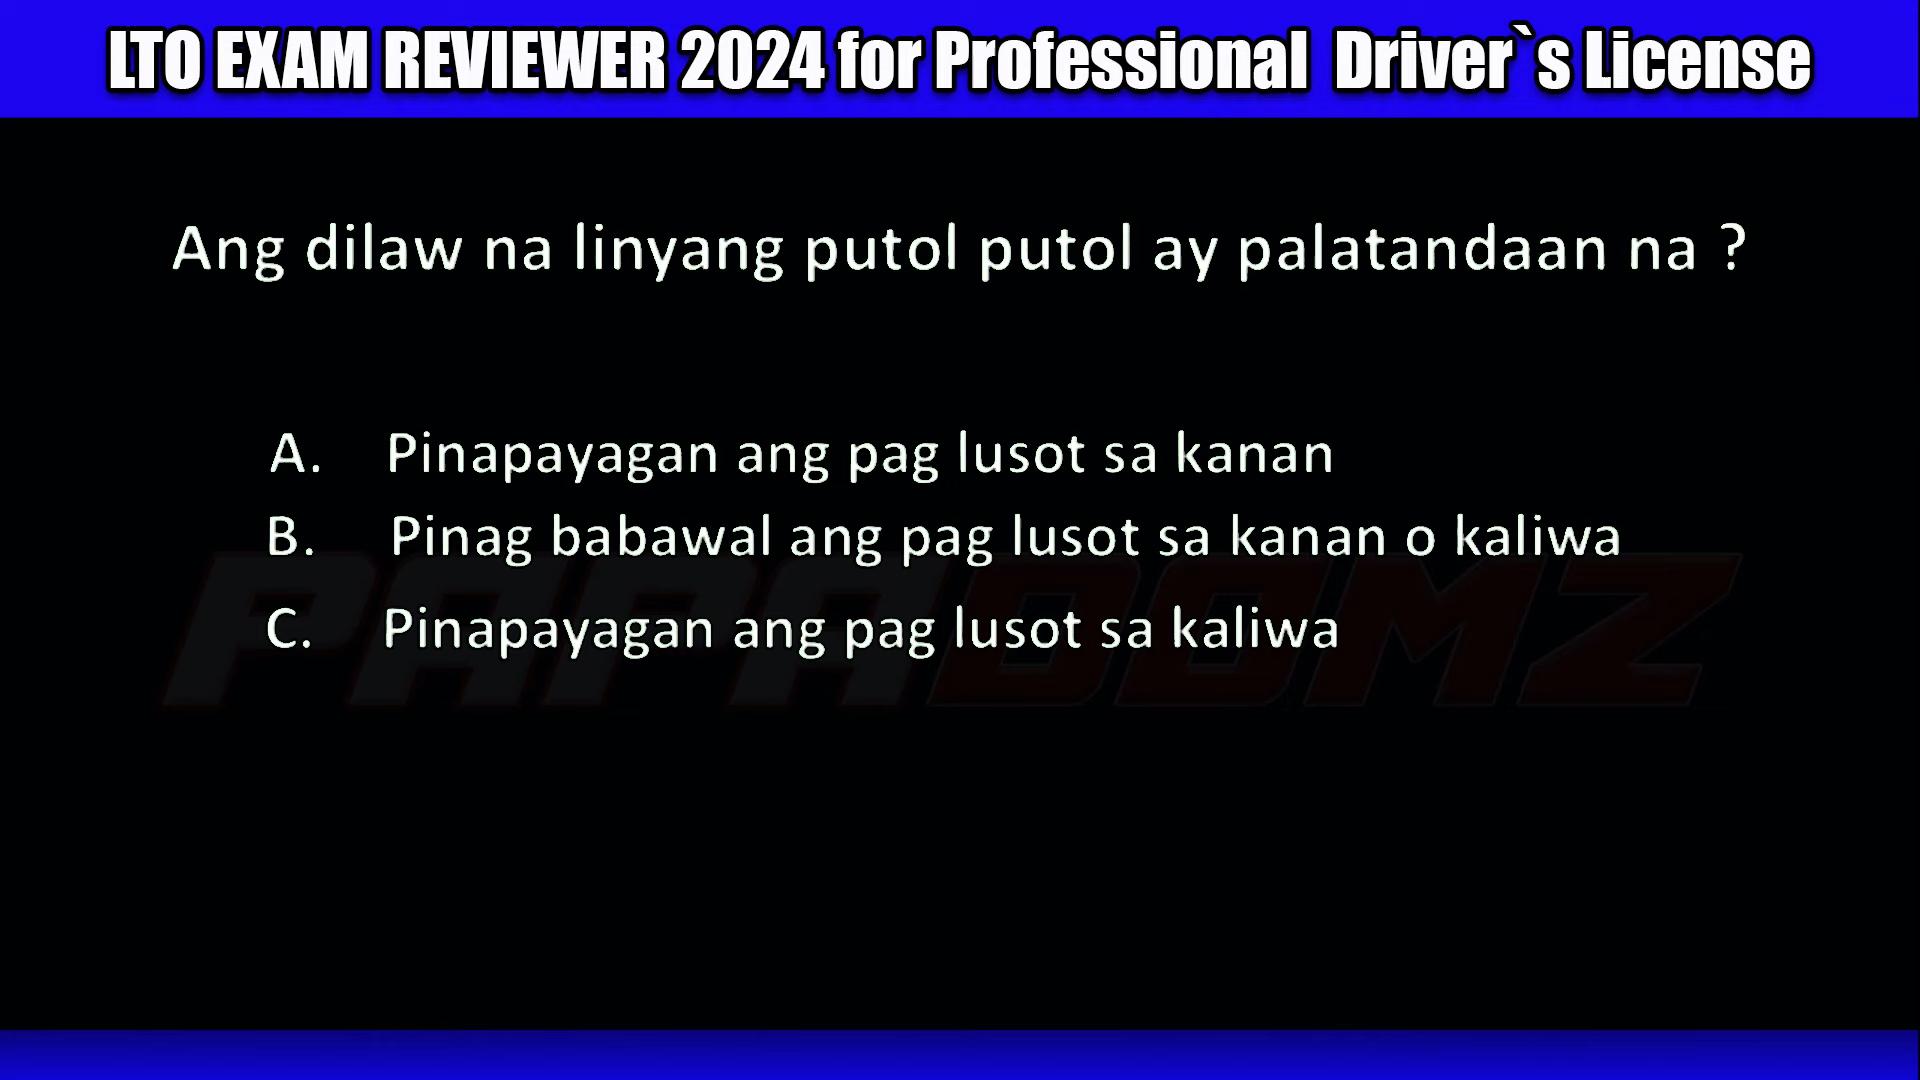 LTO EXAM REVIEWER 2024 for Professional Driver`s License
Ang dilaw na linyang putol putol ay palatandaan na ?
A. Pinapayagan ang pag lusot sa kanan
B. Pinag babawal ang pag lusot sa kanan o kaliwa
C. Pinapayagan ang pag lusot sa kaliwa
PAPADOMZ